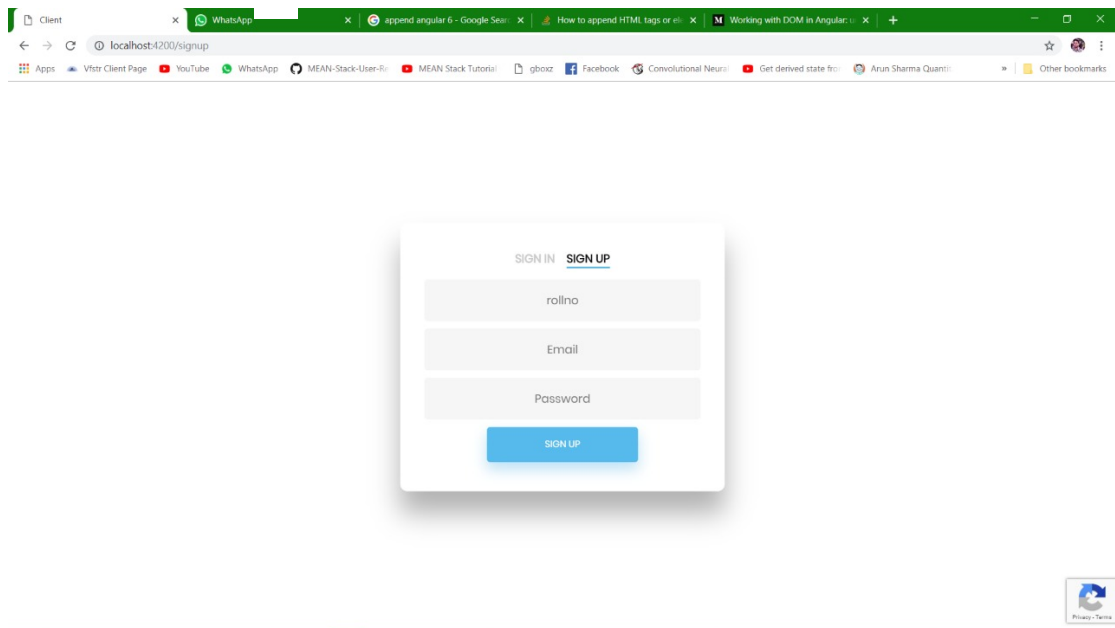 Client
WhatsApp
append angular 6 - Google Sear
How to append HTML tags or ele
Working with DOM in Angular: u
localhost:4200/signup
Apps Vfstr Client Page YouTube WhatsApp MEAN-Stack-User-Re MEAN Stack Tutorial gboxz Facebook Convolutional Neural Get derived state fro Arun Sharma Quantit » Other bookmarks
SIGN IN SIGN UP
rollno
Email
Password
SIGN UP
Privacy - Terms